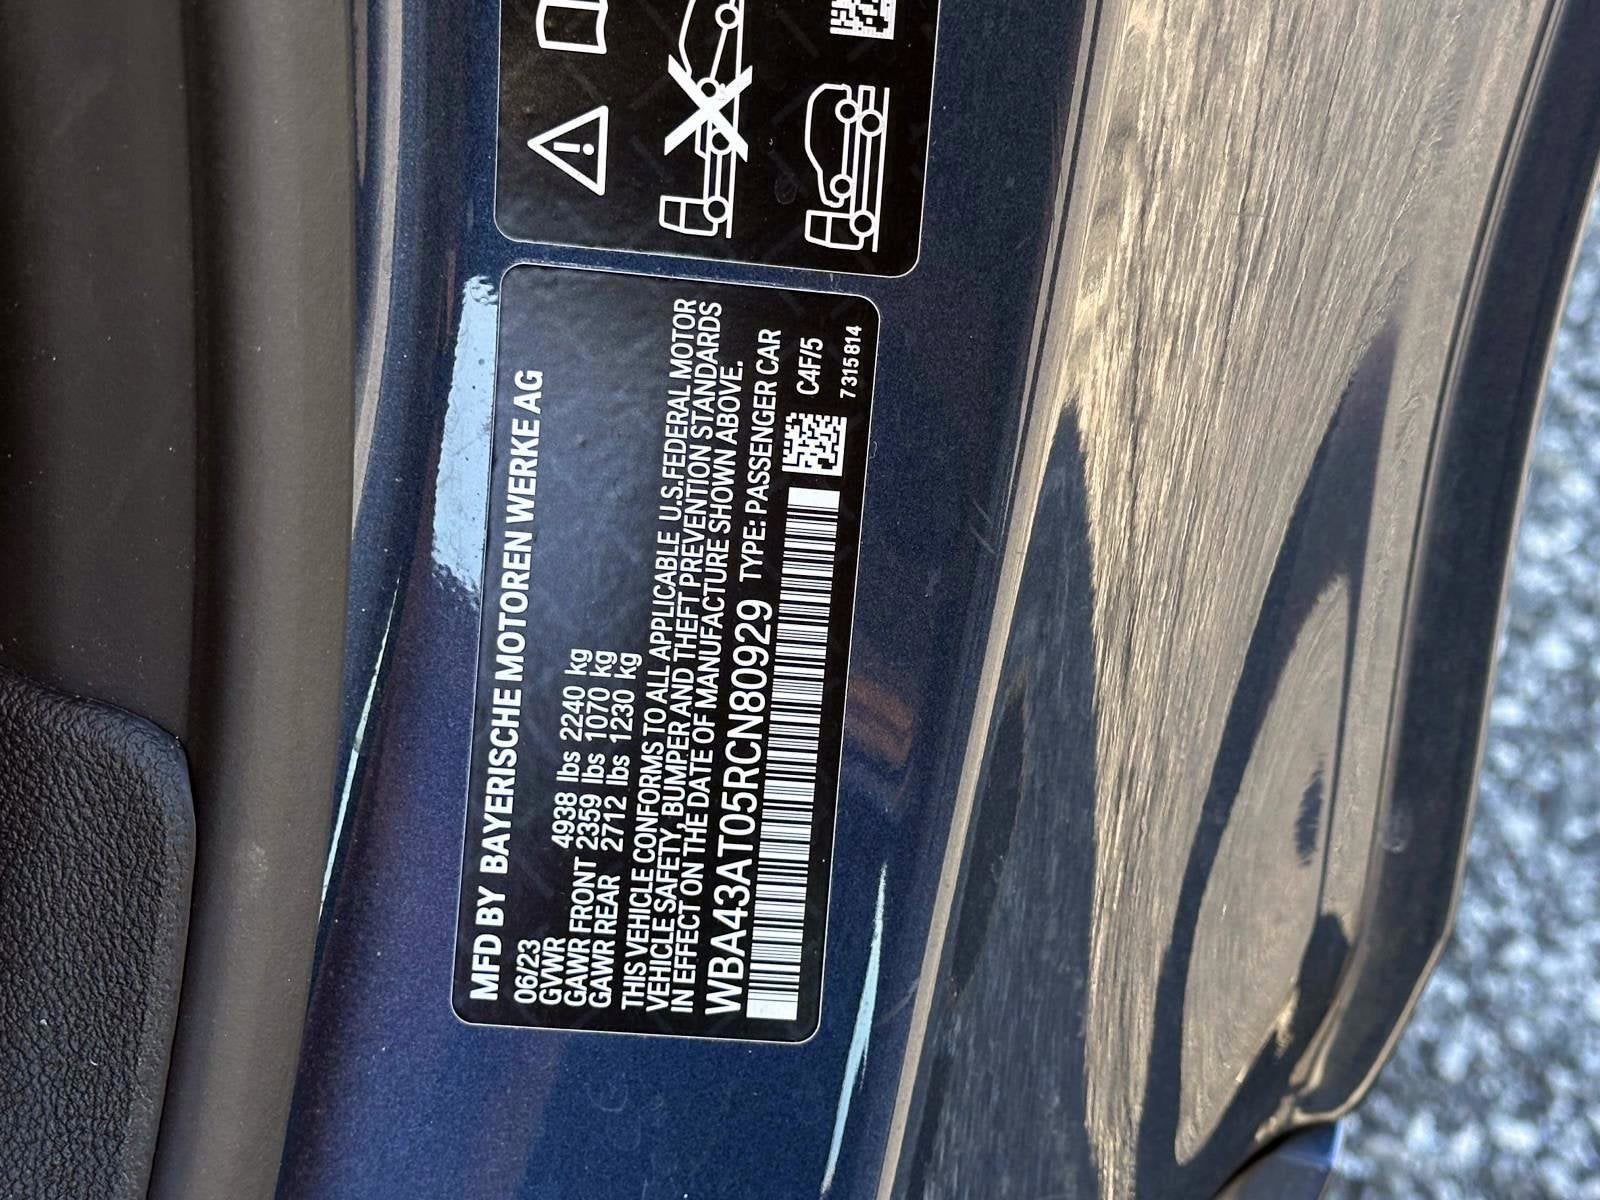 MFD BY BAYERISCHE MOTOREN WERKE AG
06/23
GVWR 4938 lbs 2240 kg
GAWR FRONT 2359 lbs 1070 kg
GAWR REAR 2712 lbs 1230 kg
THIS VEHICLE CONFORMS TO ALL APPLICABLE U.S.FEDERAL MOTOR
VEHICLE SAFETY, BUMPER AND THEFT PREVENTION STANDARDS
IN EFFECT ON THE DATE OF MANUFACTURE SHOWN ABOVE.
WBA43AT05RCN80929 TYPE: PASSENGER CAR
C4F/5
7 315 814